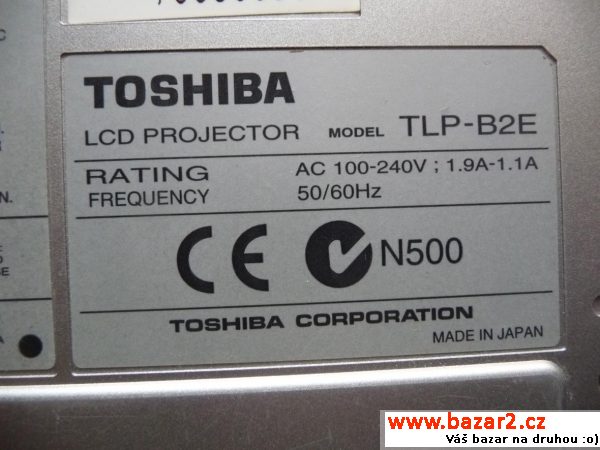 TOSHIBA
LCD PROJECTOR MODEL TLP-B2E
RATING AC 100-240V ; 1.9A-1.1A
FREQUENCY 50/60Hz
CE N500
TOSHIBA CORPORATION
MADE IN JAPAN
www.bazar2.cz
Váš bazar na druhou :o)